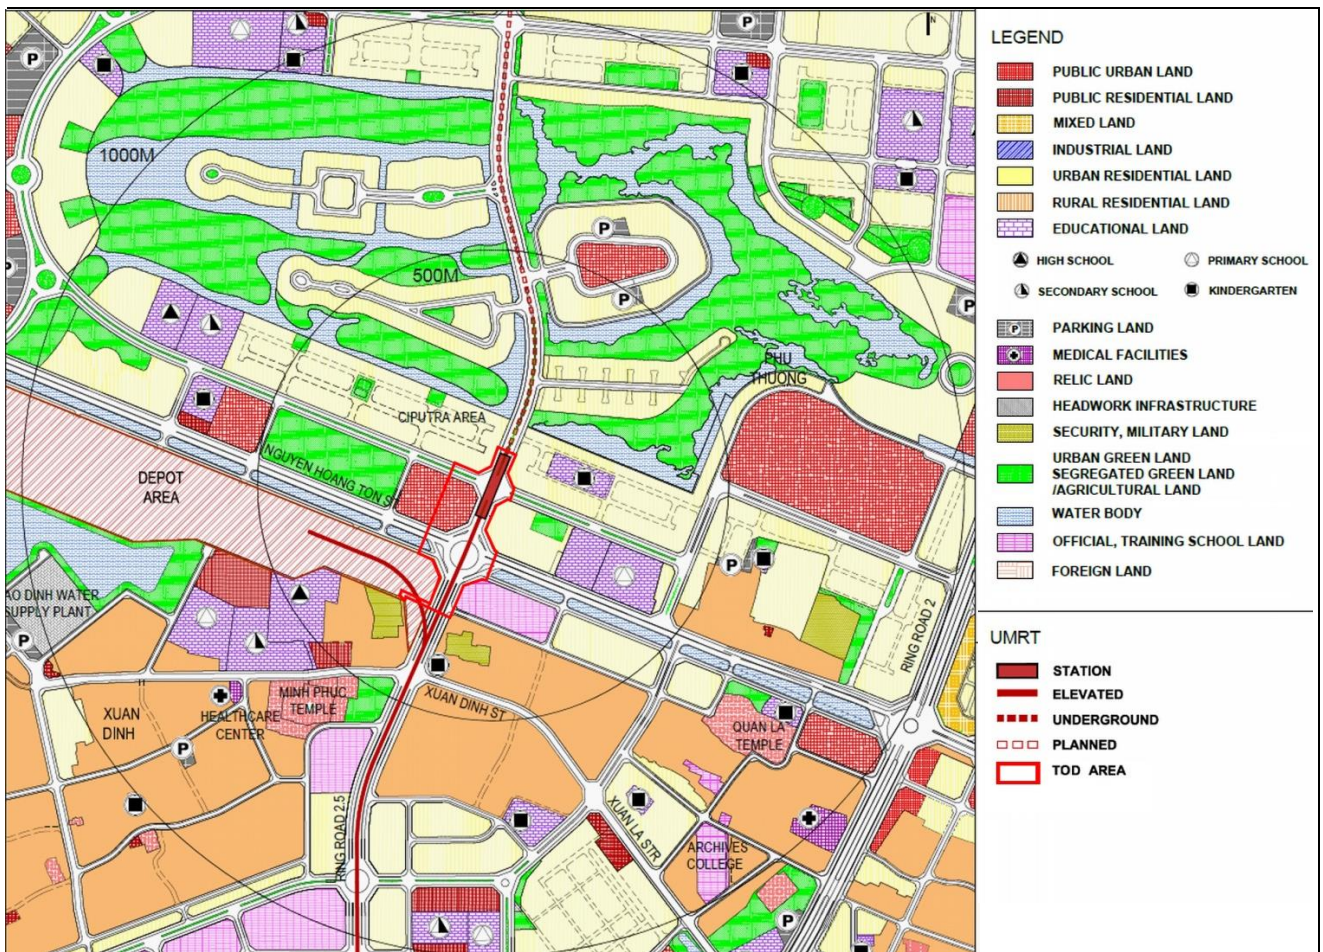 N
P
P
1000M
P
500M
P
P
P
PHU
THUONG
CIPUTRA AREA
NGUYEN HOANG TON S
DEPOT
AREA
P
AO DINH WATER
SUPPLY PLANT
P
RING ROAD 2
MINH PHUC
TEMPLE
XUAN DINH ST
XUAN
DINH
HEALTHCARE
CENTER
P
QUAN LA
TEMPLE
RING ROAD 2.5
XUAN LA STR
ARCHIVES
COLLEGE
P
LEGEND
PUBLIC URBAN LAND
PUBLIC RESIDENTIAL LAND
MIXED LAND
INDUSTRIAL LAND
URBAN RESIDENTIAL LAND
RURAL RESIDENTIAL LAND
EDUCATIONAL LAND
HIGH SCHOOL
PRIMARY SCHOOL
SECONDARY SCHOOL
KINDERGARTEN
P
PARKING LAND
MEDICAL FACILITIES
RELIC LAND
HEADWORK INFRASTRUCTURE
SECURITY, MILITARY LAND
URBAN GREEN LAND
SEGREGATED GREEN LAND
/AGRICULTURAL LAND
WATER BODY
OFFICIAL, TRAINING SCHOOL LAND
FOREIGN LAND
UMRT
STATION
ELEVATED
UNDERGROUND
PLANNED
TOD AREA